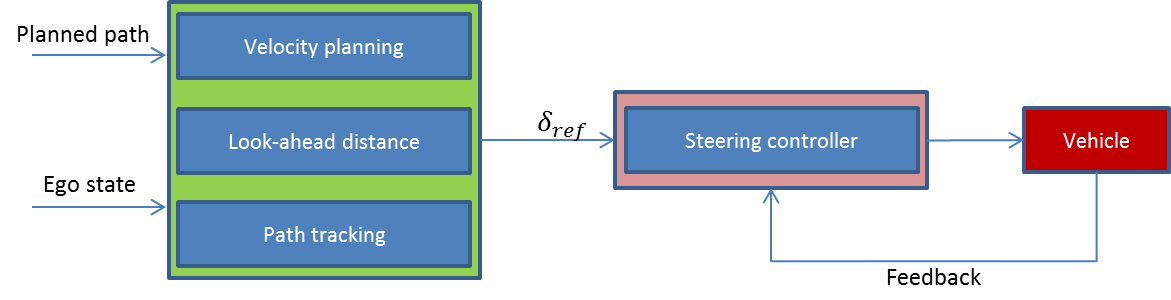 Planned path
Velocity planning
Look-ahead distance
Ego state
Path tracking
δref
Steering controller
Vehicle
Feedback